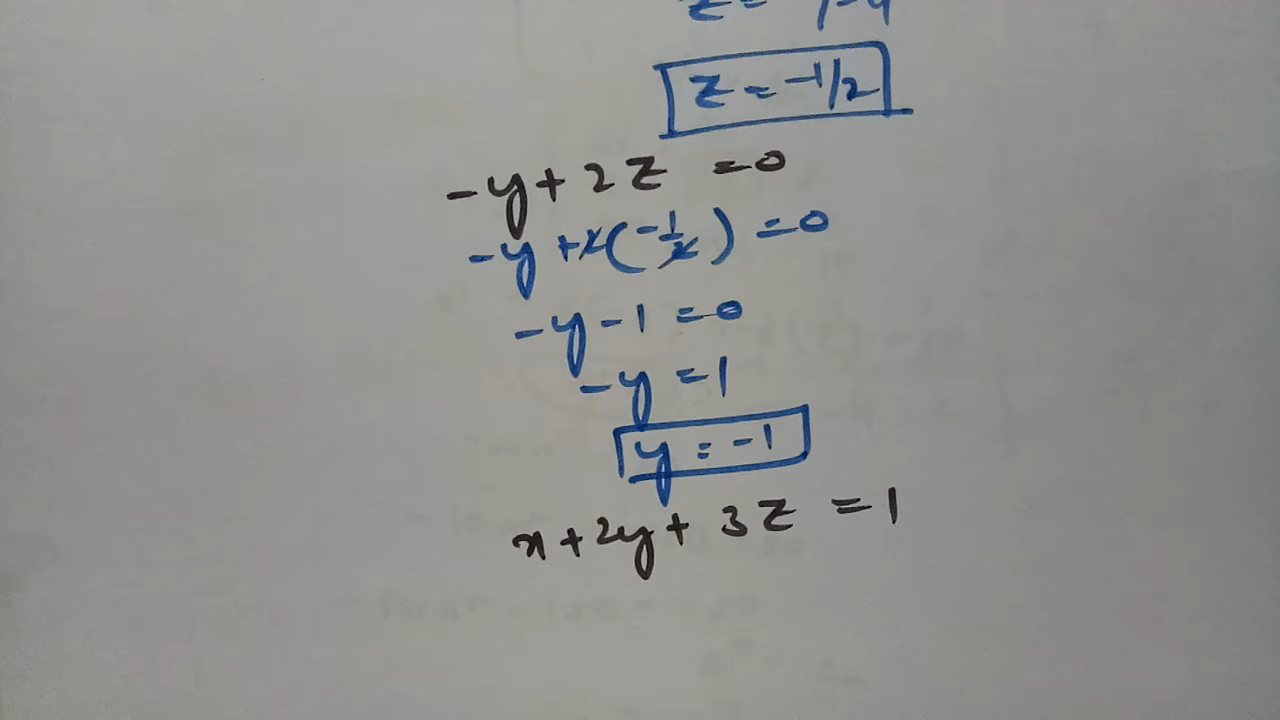 z = -1/2
-y + 2z = 0
-y + 2(-1/2) = 0
-y - 1 = 0
-y = 1
y = -1
x + 2y + 3z = 1